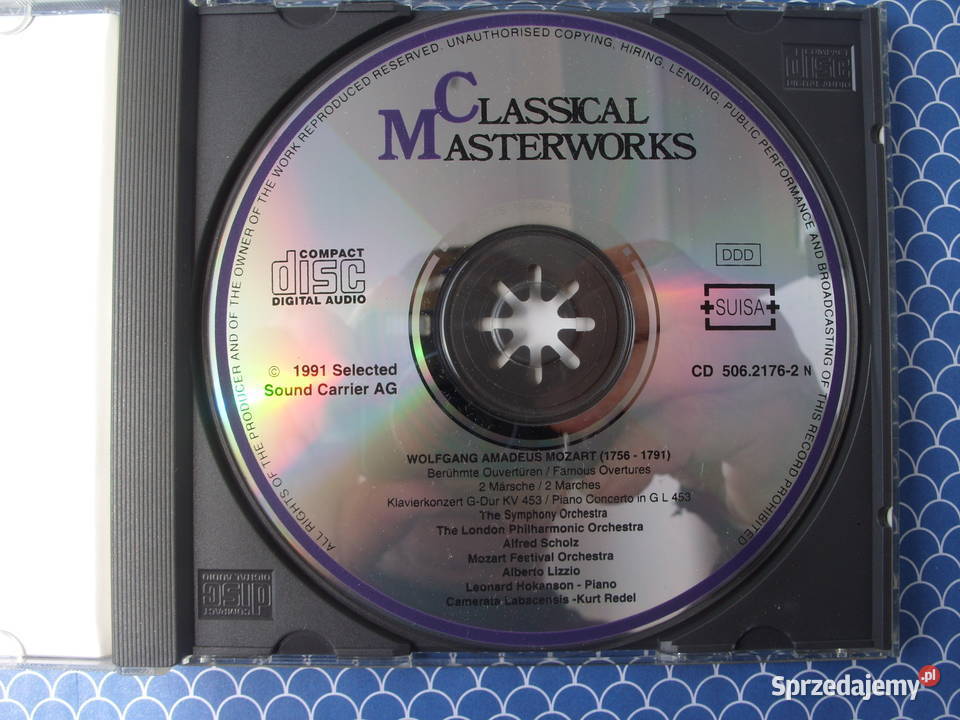 ALL RIGHTS OF THE PRODUCER AND OF THE OWNER OF THE WORK REPRODUCED RESERVED. UNAUTHORISED COPYING, HIRING, LENDING, PUBLIC PERFORMANCE AND BROADCASTING OF THIS RECORD PROHIBITED
CLASSICAL
MASTERWORKS
COMPACT
disc
DIGITAL AUDIO
COMPACT
disc
DIGITAL AUDIO
DDD
SUISA
© 1991 Selected
Sound Carrier AG
CD 506.2176-2 N
WOLFGANG AMADEUS MOZART (1756 - 1791)
Berühmte Ouvertüren / Famous Overtures
2 Märsche / 2 Marches
Klavierkonzert G-Dur KV 453 / Piano Concerto in G L 453
The Symphony Orchestra
The London Philharmonic Orchestra
Alfred Scholz
Mozart Festival Orchestra
Alberto Lizzio
Leonard Hokanson - Piano
Camerata Labacensis -Kurt Redel
COMPACT
disc
DIGITAL AUDIO
Sprzedajemy.pl